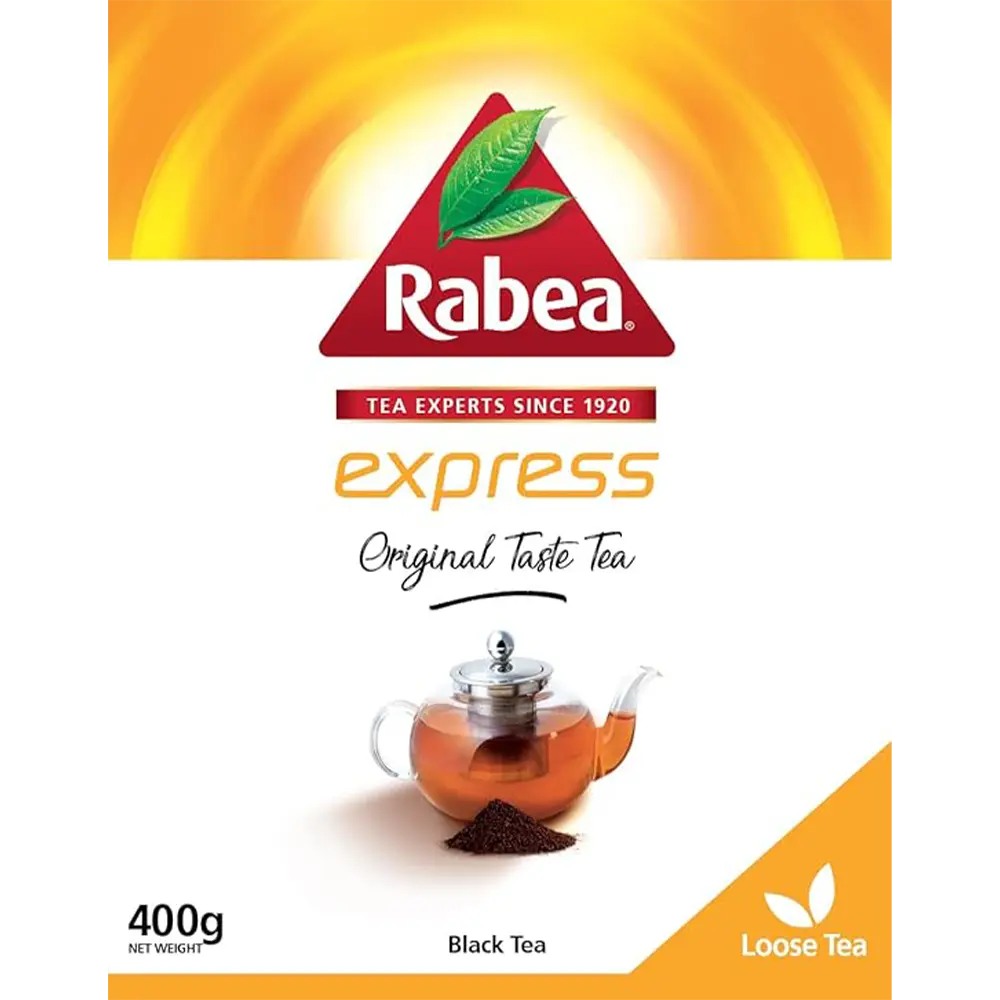 Rabea®
TEA EXPERTS SINCE 1920
express
Original Taste Tea
400g
NET WEIGHT
Black Tea
Loose Tea